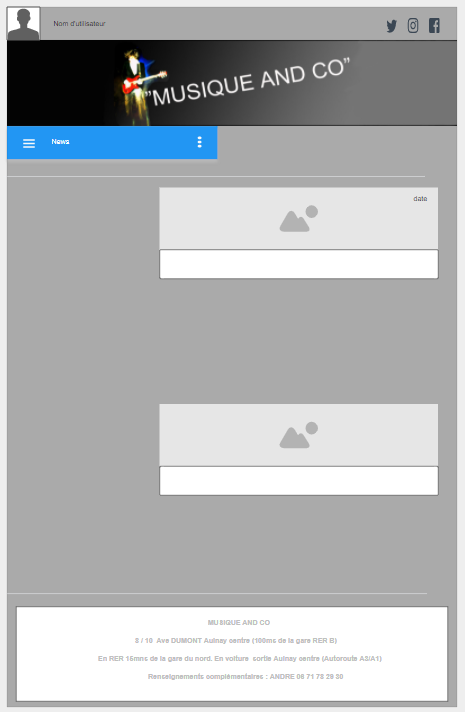 Nom d'utilisateur
"MUSIQUE AND CO"
News
date
MUSIQUE AND CO
8 / 10 Ave DUMONT Aulnay centre (100ms de la gare RER B)
En RER 15mns de la gare du nord. En voiture sortie Aulnay centre (Autoroute A3/A1)
Renseignements complémentaires : ANDRE 06 71 78 29 30